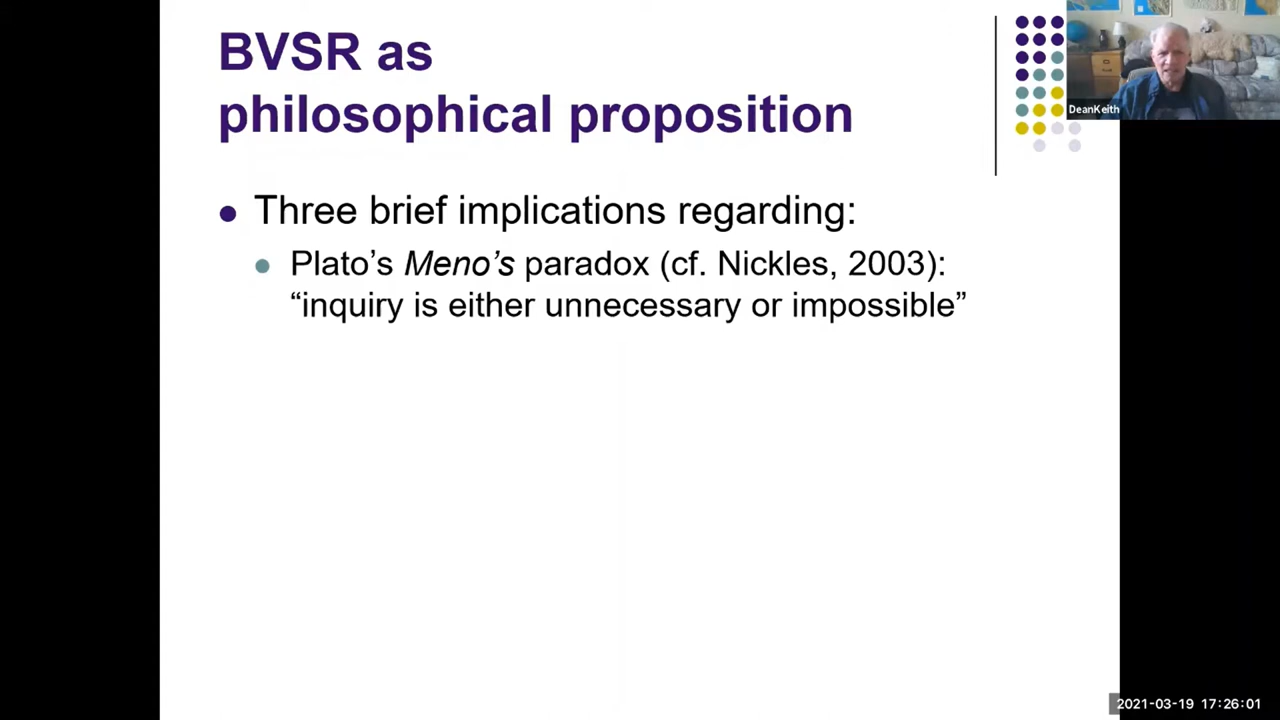 BVSR as
philosophical proposition
Three brief implications regarding:
Plato’s Meno’s paradox (cf. Nickles, 2003):
“inquiry is either unnecessary or impossible”
DeanKeith
2021-03-19 17:26:01